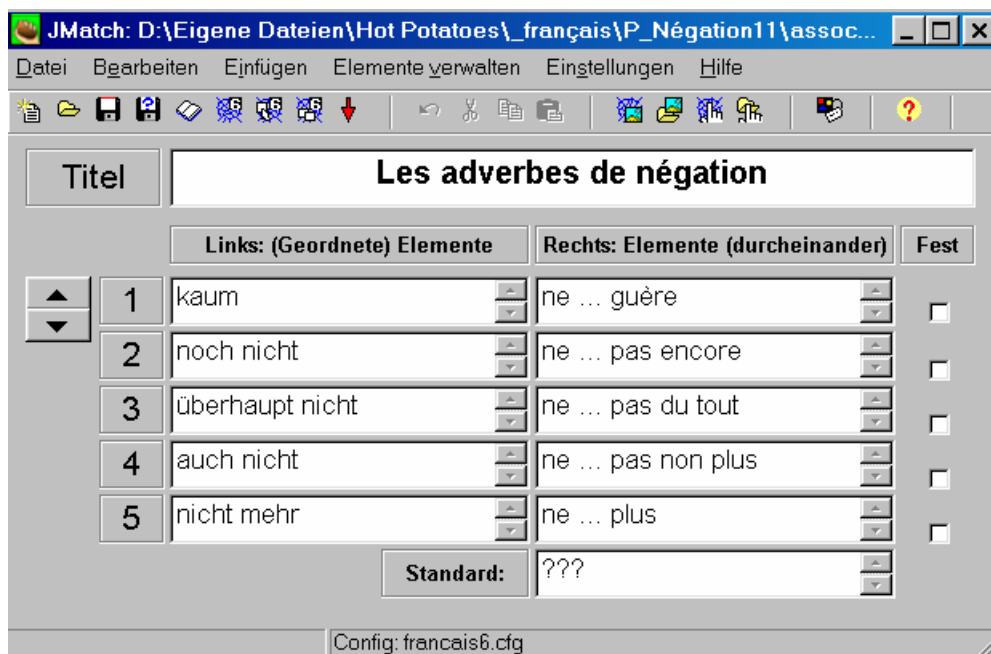 JMatch: D:\Eigene Dateien\Hot Potatoes\_français\P_Négation11\assoc...
Datei Bearbeiten Einfügen Elemente verwalten Einstellungen Hilfe
Titel Les adverbes de négation
Links: (Geordnete) Elemente Rechts: Elemente (durcheinander) Fest
1 kaum ne ... guère
2 noch nicht ne ... pas encore
3 überhaupt nicht ne ... pas du tout
4 auch nicht ne ... pas non plus
5 nicht mehr ne ... plus
Standard: ???
Config: francais6.cfg